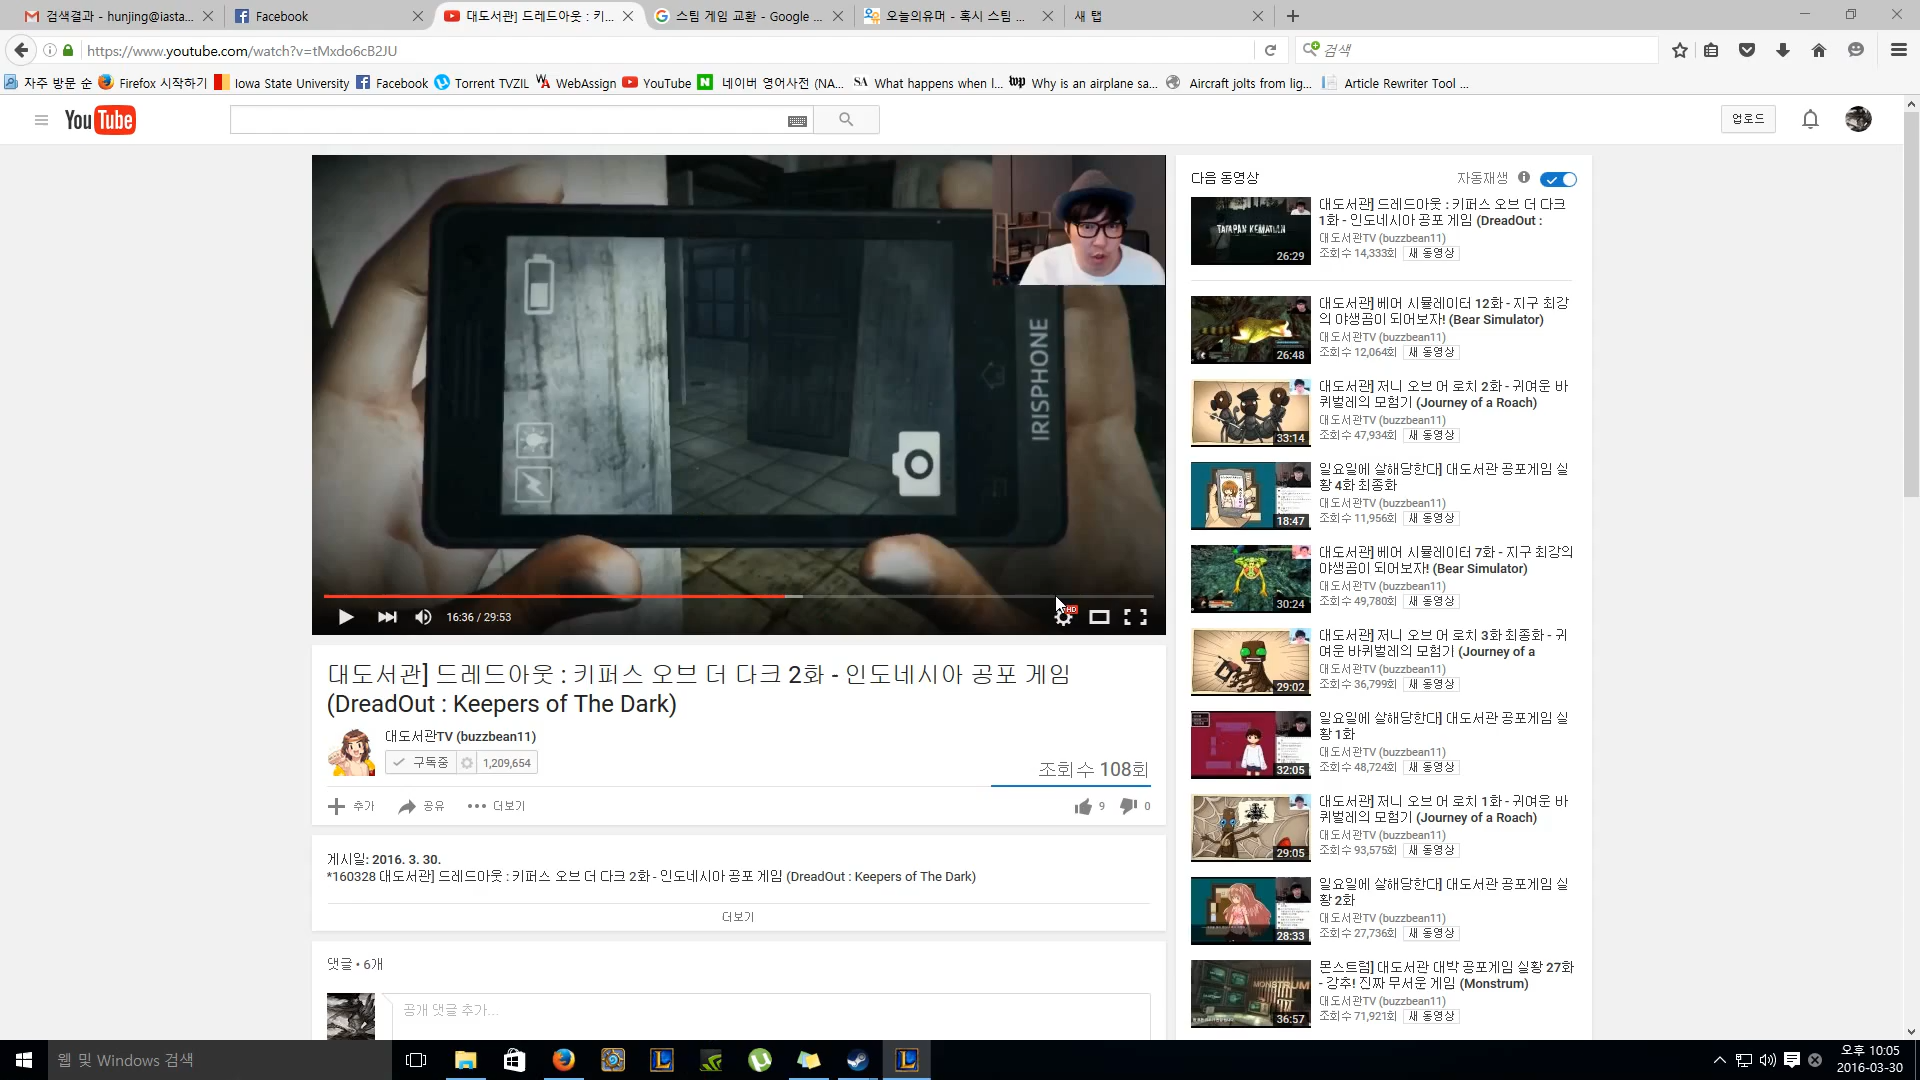 검색결과 - hunjing@iasta...
Facebook
대도서관] 드레드아웃 : 키...
스팀 게임 교환 - Google ...
오늘의유머 - 혹시 스팀 ...
새 탭
https://www.youtube.com/watch?v=tMxdo6cB2JU
검색
자주 방문 순
Firefox 시작하기
Iowa State University
Facebook
Torrent TVZIL
WebAssign
YouTube
네이버 영어사전 (NA...
SA What happens when l...
wp Why is an airplane sa...
Aircraft jolts from lig...
Article Rewriter Tool ...
YouTube
업로드
IRISPHONE
16:36 / 29:53
HD
대도서관] 드레드아웃 : 키퍼스 오브 더 다크 2화 - 인도네시아 공포 게임
(DreadOut : Keepers of The Dark)
대도서관TV (buzzbean11)
구독중 1,209,654
조회수 108회
추가 공유 더보기
9 0
게시일: 2016. 3. 30.
*160328 대도서관] 드레드아웃 : 키퍼스 오브 더 다크 2화 - 인도네시아 공포 게임 (DreadOut : Keepers of The Dark)
더보기
댓글 • 6개
공개 댓글 추가...
다음 동영상
자동재생
TATAPAN KEMATIAN
26:29
대도서관] 드레드아웃 : 키퍼스 오브 더 다크
1화 - 인도네시아 공포 게임 (DreadOut :
대도서관TV (buzzbean11)
조회수 14,333회 새 동영상
26:48
대도서관] 베어 시뮬레이터 12화 - 지구 최강
의 야생곰이 되어보자! (Bear Simulator)
대도서관TV (buzzbean11)
조회수 12,064회 새 동영상
33:14
대도서관] 저니 오브 어 로치 2화 - 귀여운 바
퀴벌레의 모험기 (Journey of a Roach)
대도서관TV (buzzbean11)
조회수 47,934회 새 동영상
18:47
일요일에 살해당한다] 대도서관 공포게임 실
황 4화 최종화
대도서관TV (buzzbean11)
조회수 11,956회 새 동영상
30:24
대도서관] 베어 시뮬레이터 7화 - 지구 최강의
야생곰이 되어보자! (Bear Simulator)
대도서관TV (buzzbean11)
조회수 49,780회 새 동영상
29:02
대도서관] 저니 오브 어 로치 3화 최종화 - 귀
여운 바퀴벌레의 모험기 (Journey of a
대도서관TV (buzzbean11)
조회수 36,799회 새 동영상
32:05
일요일에 살해당한다] 대도서관 공포게임 실
황 1화
대도서관TV (buzzbean11)
조회수 48,724회 새 동영상
29:05
대도서관] 저니 오브 어 로치 1화 - 귀여운 바
퀴벌레의 모험기 (Journey of a Roach)
대도서관TV (buzzbean11)
조회수 93,575회 새 동영상
28:33
일요일에 살해당한다] 대도서관 공포게임 실
황 2화
대도서관TV (buzzbean11)
조회수 27,736회 새 동영상
MONSTRUM
36:57
몬스트럼] 대도서관 대박 공포게임 실황 27화
- 강추! 진짜 무서운 게임 (Monstrum)
대도서관TV (buzzbean11)
조회수 71,921회 새 동영상
웹 및 Windows 검색
오후 10:05
2016-03-30